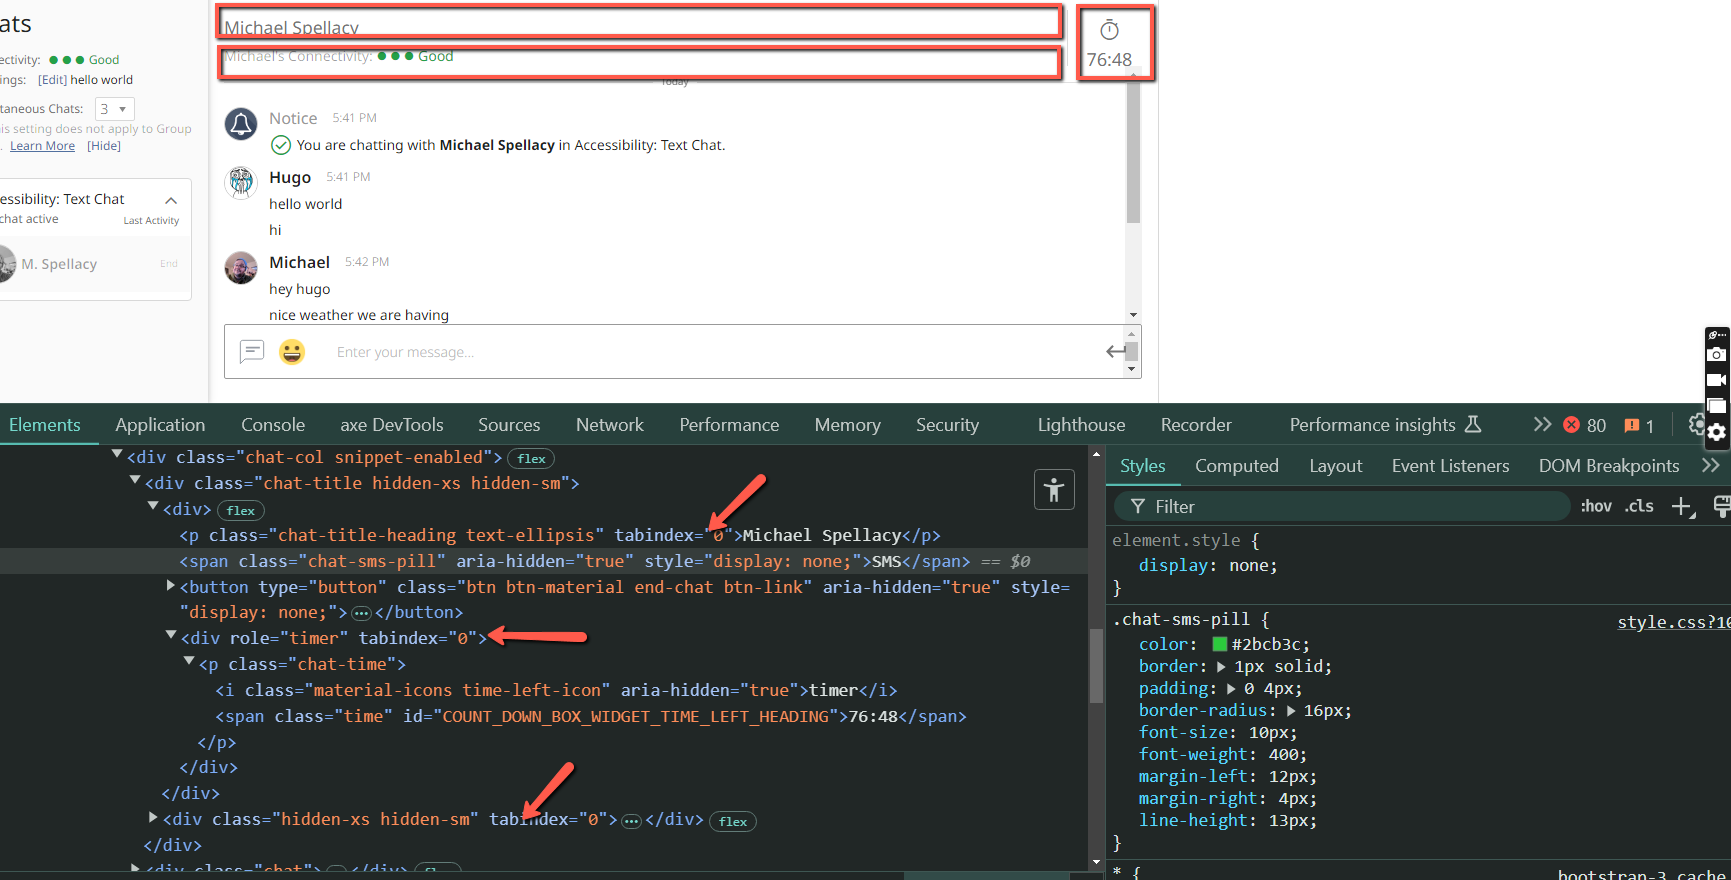 ats
ectivity: Good
ings: [Edit] hello world
taneous Chats: 3
is setting does not apply to Group
. Learn More [Hide]
essibility: Text Chat
chat active Last Activity
M. Spellacy End
Michael Spellacy
Michael's Connectivity: Good
76:48
Today
Notice 5:41 PM
You are chatting with Michael Spellacy in Accessibility: Text Chat.
Hugo 5:41 PM
hello world
hi
Michael 5:42 PM
hey hugo
nice weather we are having
Enter your message...
Elements Application Console axe DevTools Sources Network Performance Memory Security Lighthouse Recorder Performance insights 80 1
<div class="chat-col snippet-enabled"> flex
<div class="chat-title hidden-xs hidden-sm">
<div> flex
<p class="chat-title-heading text-ellipsis" tabindex="0">Michael Spellacy</p>
<span class="chat-sms-pill" aria-hidden="true" style="display: none;">SMS</span> == $0
<button type="button" class="btn btn-material end-chat btn-link" aria-hidden="true" style=
"display: none;"> … </button>
<div role="timer" tabindex="0">
<p class="chat-time">
<i class="material-icons time-left-icon" aria-hidden="true">timer</i>
<span class="time" id="COUNT_DOWN_BOX_WIDGET_TIME_LEFT_HEADING">76:48</span>
</p>
</div>
</div>
<div class="hidden-xs hidden-sm" tabindex="0"> … </div> flex
</div>
<div class="chat"> … </div>
Styles Computed Layout Event Listeners DOM Breakpoints
Filter :hov .cls
element.style {
display: none;
}
.chat-sms-pill { style.css?16
color: #2bcb3c;
border: 1px solid;
padding: 0 4px;
border-radius: 16px;
font-size: 10px;
font-weight: 400;
margin-left: 12px;
margin-right: 4px;
line-height: 13px;
}
* { bootstrap-3.cache